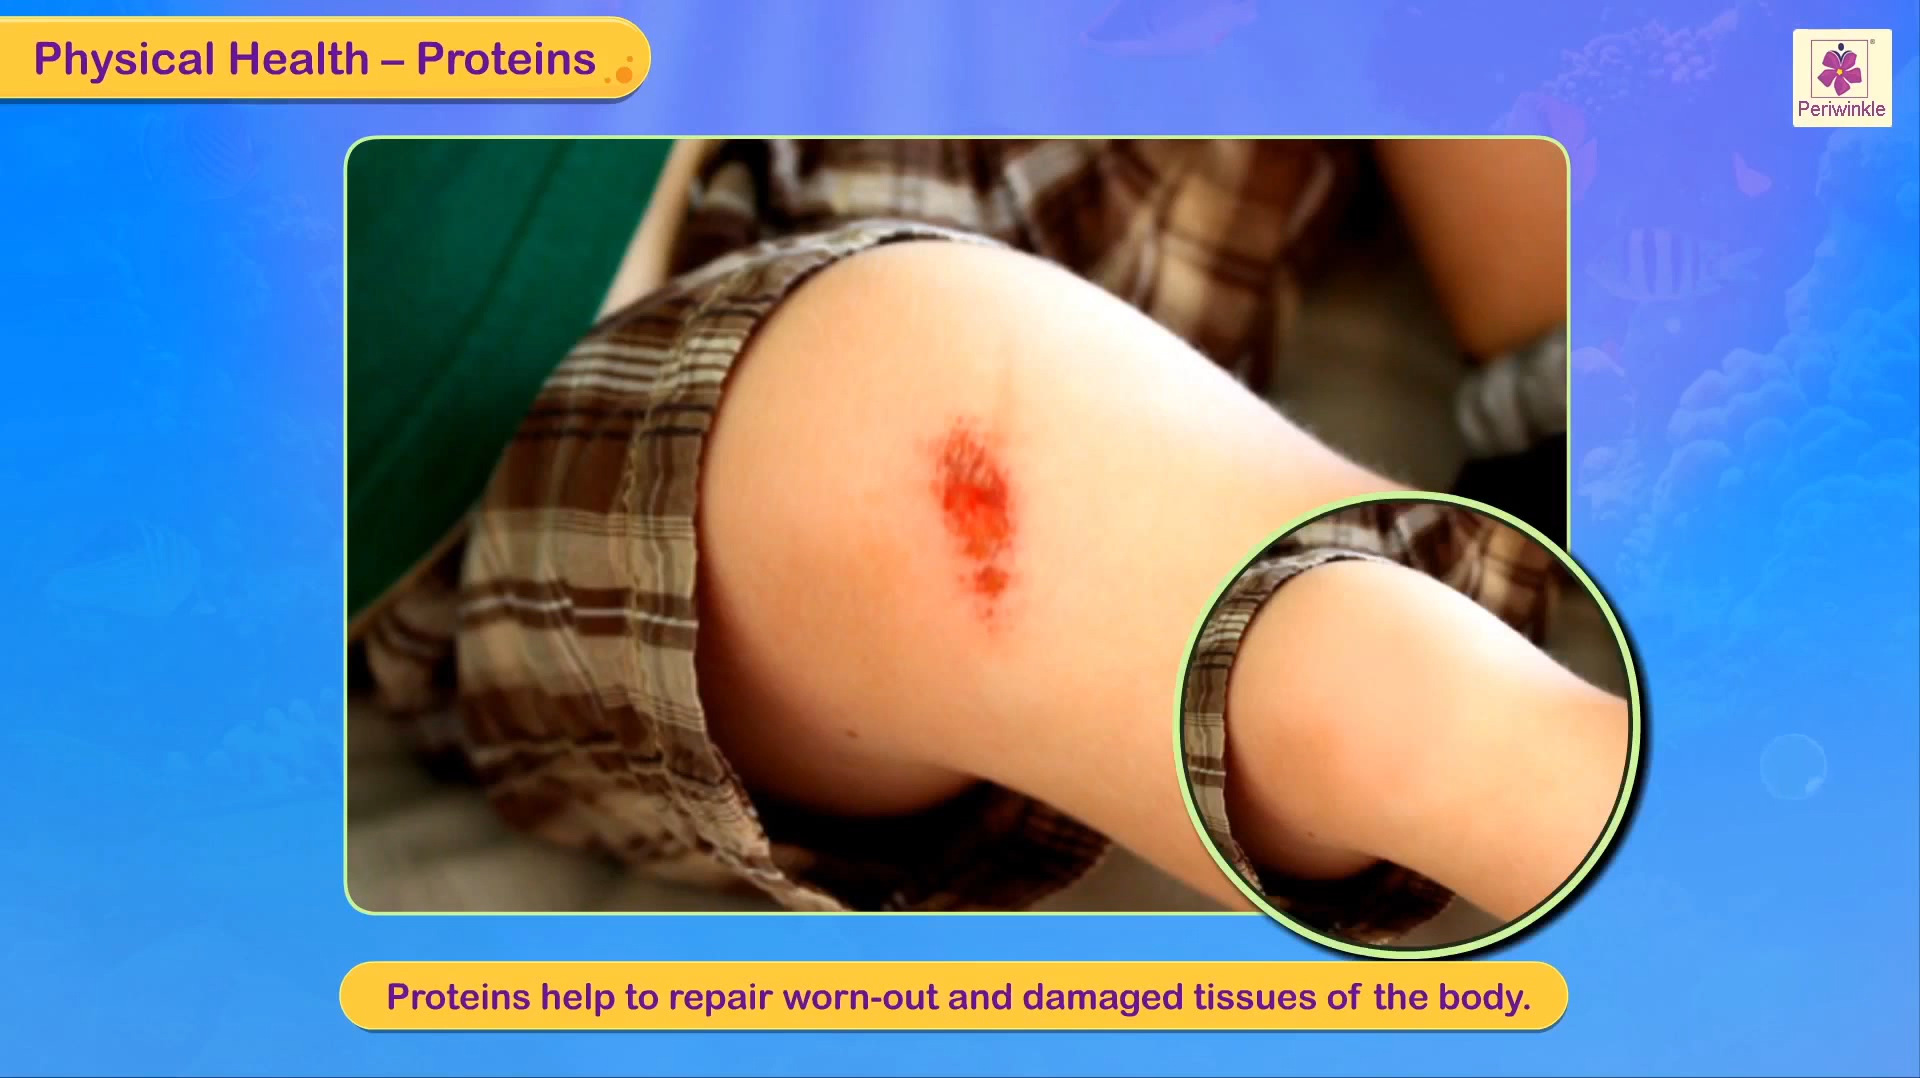 Physical Health – Proteins
Periwinkle
Proteins help to repair worn-out and damaged tissues of the body.